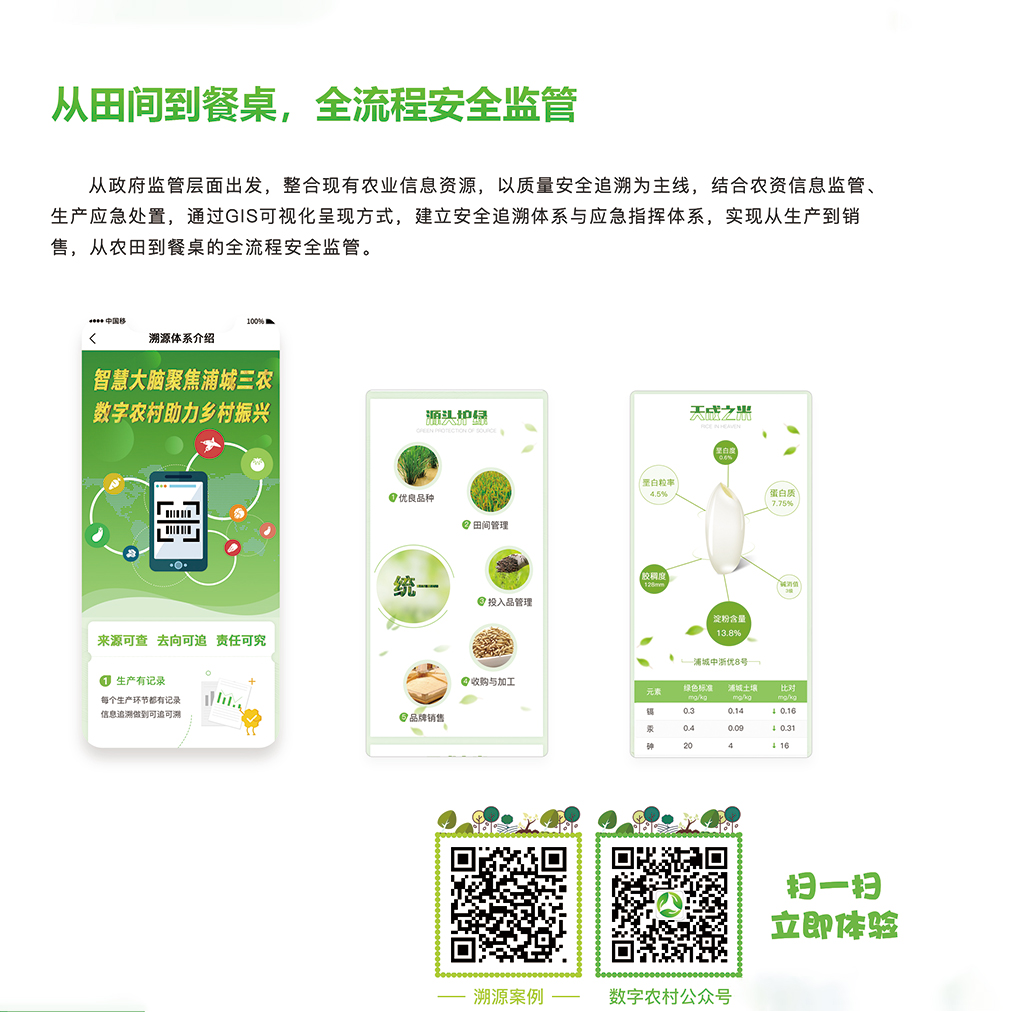 从田间到餐桌，全流程安全监管
从政府监管层面出发，整合现有农业信息资源，以质量安全追溯为主线，结合农资信息监管、
生产应急处置，通过GIS可视化呈现方式，建立安全追溯体系与应急指挥体系，实现从生产到销
售，从农田到餐桌的全流程安全监管。
中国移 100%
溯源体系介绍
智慧大脑聚焦浦城三农
数字农村助力乡村振兴
来源可查 去向可追 责任可究
1 生产有记录
每个生产环节都有记录
信息追溯做到可追可溯
源头护绿
GREEN PROTECTION OF SOURCE
1 优良品种
2 田间管理
统一
3 投入品管理
4 收购与加工
5 品牌销售
天成之米
RICE IN HEAVEN
垩白度
0.6%
垩白粒率
4.5%
蛋白质
7.75%
胶稠度
128mm
碱消值
3级
淀粉含量
13.8%
浦城中浙优8号
元素 绿色标准 浦城土壤 比对
mg/kg mg/kg mg/kg
镉 0.3 0.14 ↓ 0.16
汞 0.4 0.09 ↓ 0.31
砷 20 4 ↓ 16
扫一扫
立即体验
溯源案例 数字农村公众号